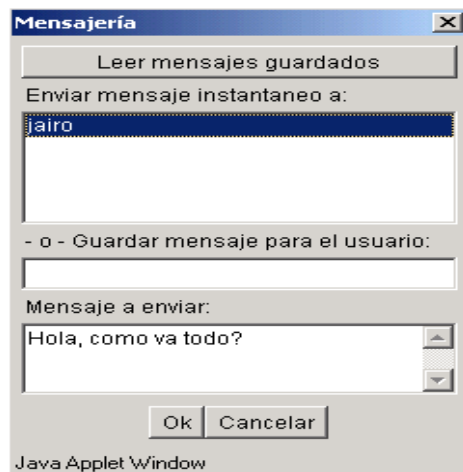 Mensajería
Leer mensajes guardados
Enviar mensaje instantaneo a:
jairo
- o - Guardar mensaje para el usuario:
Mensaje a enviar:
Hola, como va todo?
Ok Cancelar
Java Applet Window